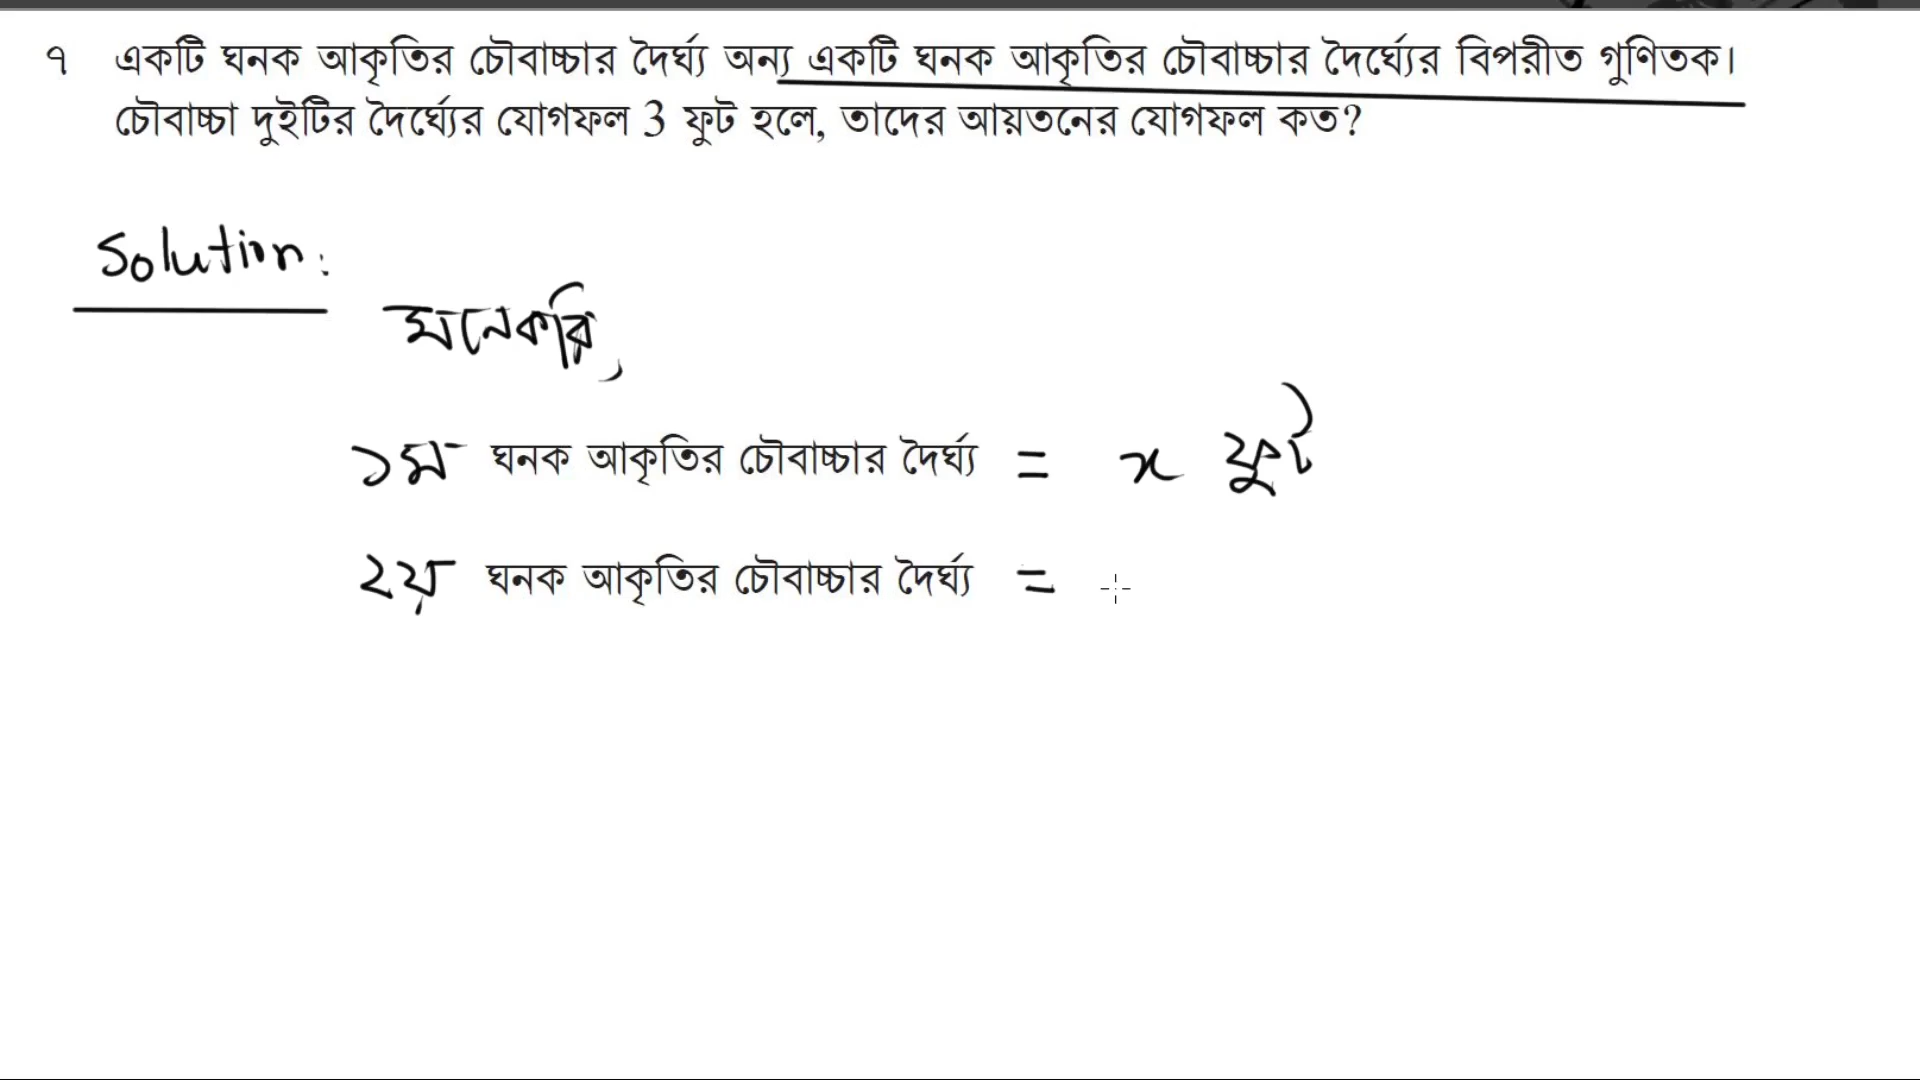 ৭ একটি ঘনক আকৃতির চৌবাচ্চার দৈর্ঘ্য অন্য একটি ঘনক আকৃতির চৌবাচ্চার দৈর্ঘ্যের বিপরীত গুণিতক।
চৌবাচ্চা দুইটির দৈর্ঘ্যের যোগফল 3 ফুট হলে, তাদের আয়তনের যোগফল কত?
Solution:
মনেকরি,
১ম ঘনক আকৃতির চৌবাচ্চার দৈর্ঘ্য = x ফুট
২য় ঘনক আকৃতির চৌবাচ্চার দৈর্ঘ্য =